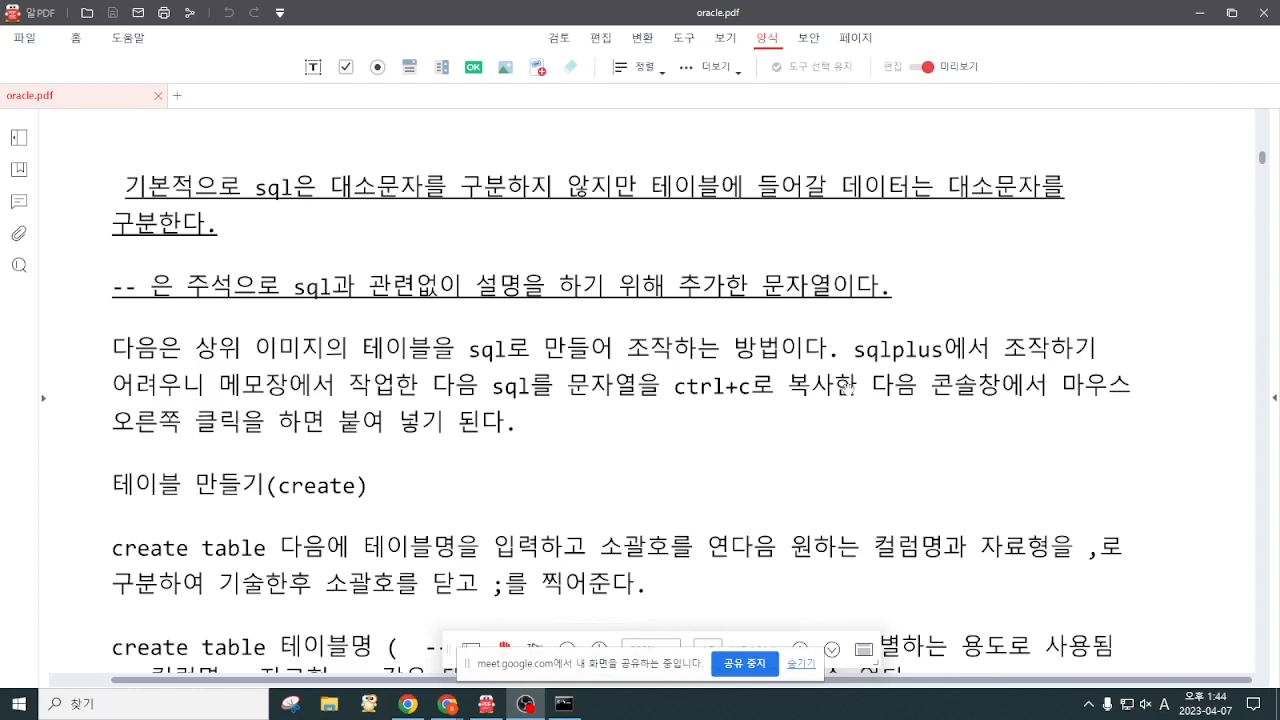 알PDF
oracle.pdf
파일 홈 도움말 검토 편집 변환 도구 보기 양식 보안 페이지
T OK 정렬 더보기 도구 선택 유지 편집 미리보기
oracle.pdf
기본적으로 sql은 대소문자를 구분하지 않지만 테이블에 들어갈 데이터는 대소문자를
구분한다.
-- 은 주석으로 sql과 관련없이 설명을 하기 위해 추가한 문자열이다.
다음은 상위 이미지의 테이블을 sql로 만들어 조작하는 방법이다. sqlplus에서 조작하기
어려우니 메모장에서 작업한 다음 sql를 문자열을 ctrl+c로 복사한 다음 콘솔창에서 마우스
오른쪽 클릭을 하면 붙여 넣기 된다.
테이블 만들기(create)
create table 다음에 테이블명을 입력하고 소괄호를 연다음 원하는 컬럼명과 자료형을 ,로
구분하여 기술한후 소괄호를 닫고 ;를 찍어준다.
create table 테이블명 ( -- 별하는 용도로 사용됨
meet.google.com에서 내 화면을 공유하는 중입니다. 공유 중지 숨기기
찾기
A 오후 1:44
2023-04-07